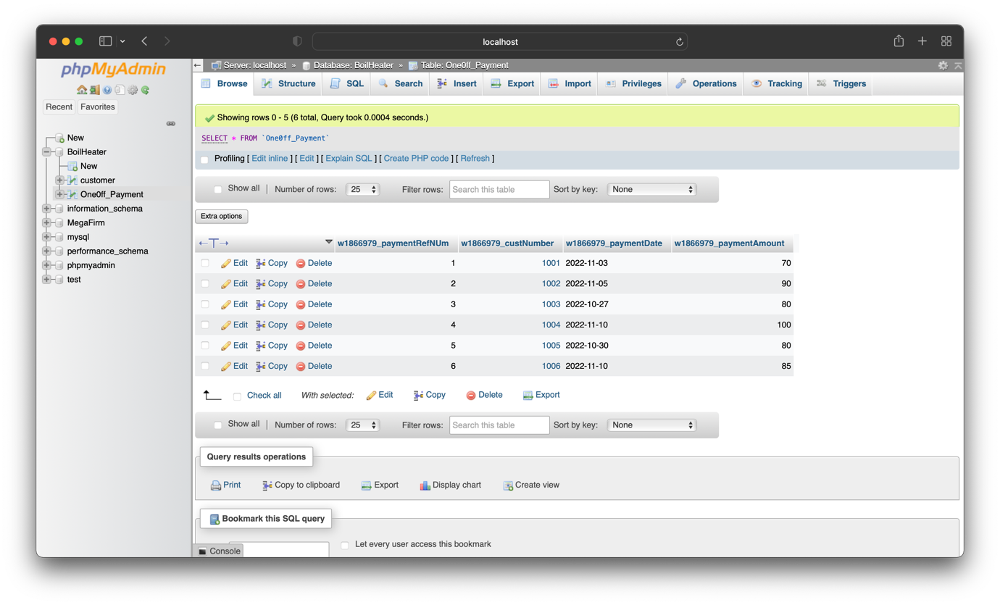 localhost
phpMyAdmin
Recent Favorites
New
BoilHeater
New
customer
One0ff_Payment
information_schema
MegaFirm
mysql
performance_schema
phpmyadmin
test
Server: localhost » Database: BoilHeater » Table: One0ff_Payment
Browse Structure SQL Search Insert Export Import Privileges Operations Tracking Triggers
Showing rows 0 - 5 (6 total, Query took 0.0004 seconds.)
SELECT * FROM `One0ff_Payment`
Profiling [ Edit inline ] [ Edit ] [ Explain SQL ] [ Create PHP code ] [ Refresh ]
Show all | Number of rows: 25 Filter rows: Search this table Sort by key: None
Extra options
←T→ w1866979_paymentRefNUm w1866979_custNumber w1866979_paymentDate w1866979_paymentAmount
Edit Copy Delete 1 1001 2022-11-03 70
Edit Copy Delete 2 1002 2022-11-05 90
Edit Copy Delete 3 1003 2022-10-27 80
Edit Copy Delete 4 1004 2022-11-10 100
Edit Copy Delete 5 1005 2022-10-30 80
Edit Copy Delete 6 1006 2022-11-10 85
Check all With selected: Edit Copy Delete Export
Show all | Number of rows: 25 Filter rows: Search this table Sort by key: None
Query results operations
Print Copy to clipboard Export Display chart Create view
Bookmark this SQL query
Let every user access this bookmark
Console